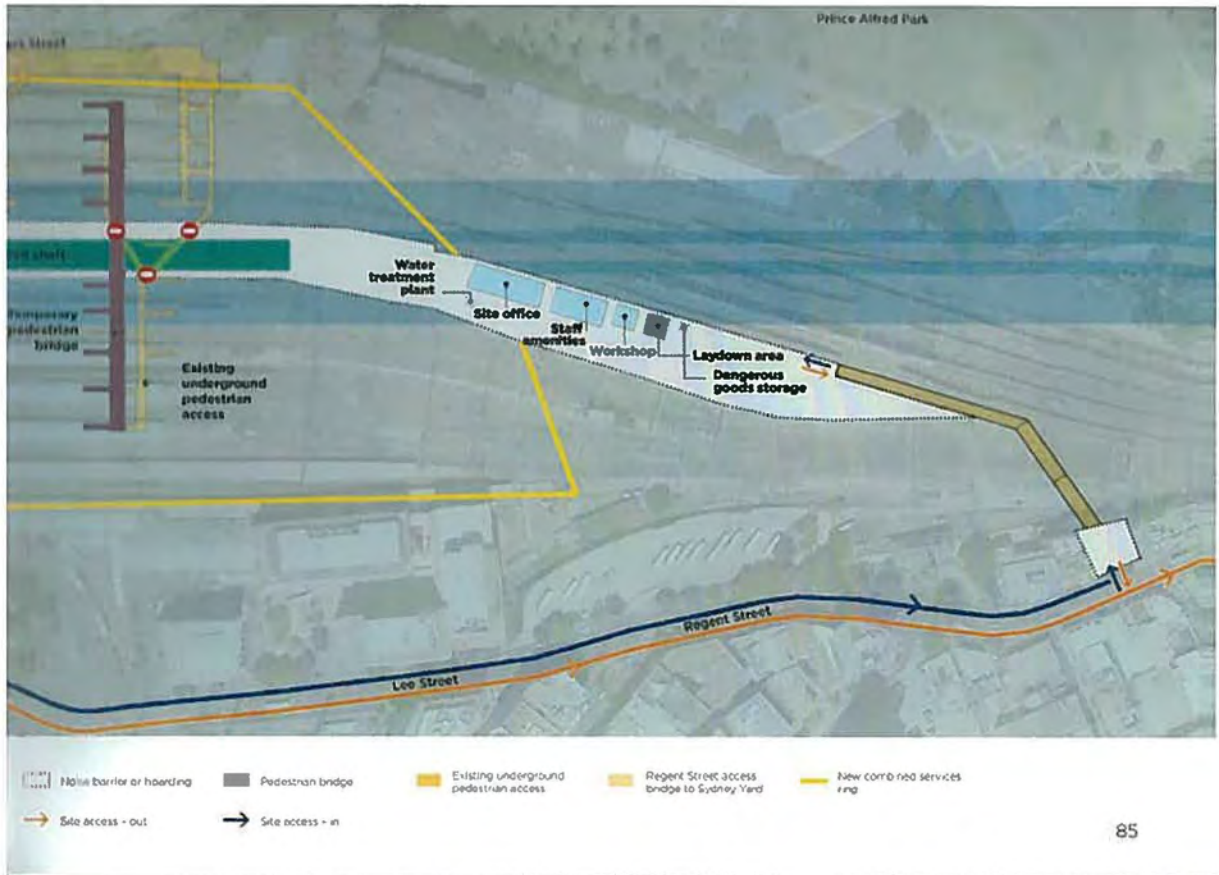 Prince Alfred Park
Street
shaft
Water
treatment
plant
Site office
Staff
amenities
Workshop
Laydown area
Dangerous
goods storage
pedestrian
bridge
Existing
underground
pedestrian
access
Regent Street
Lee Street
Noise barrier or hoarding
Pedestrian bridge
Existing underground
pedestrian access
Regent Street access
bridge to Sydney Yard
New combined services
ring
Site access - out
Site access - in
85